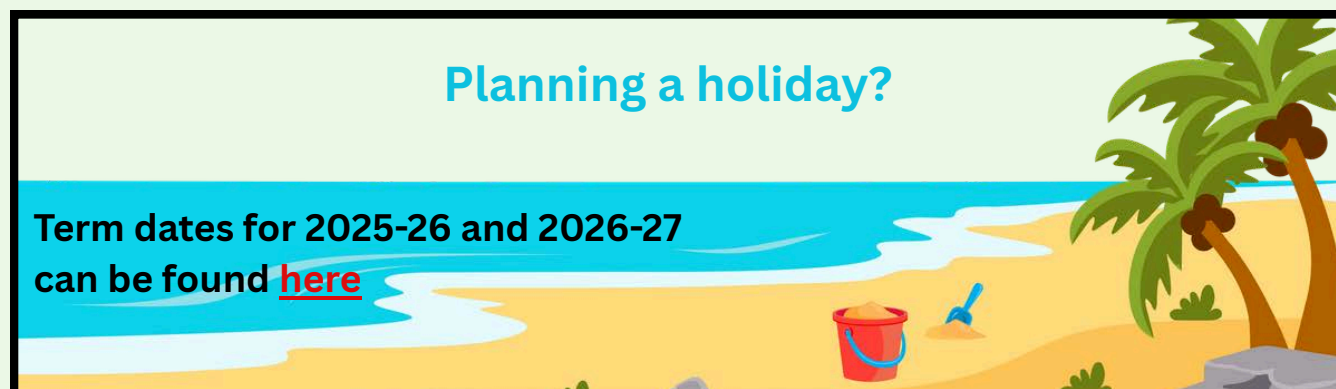 Planning a holiday?
Term dates for 2025-26 and 2026-27
can be found here